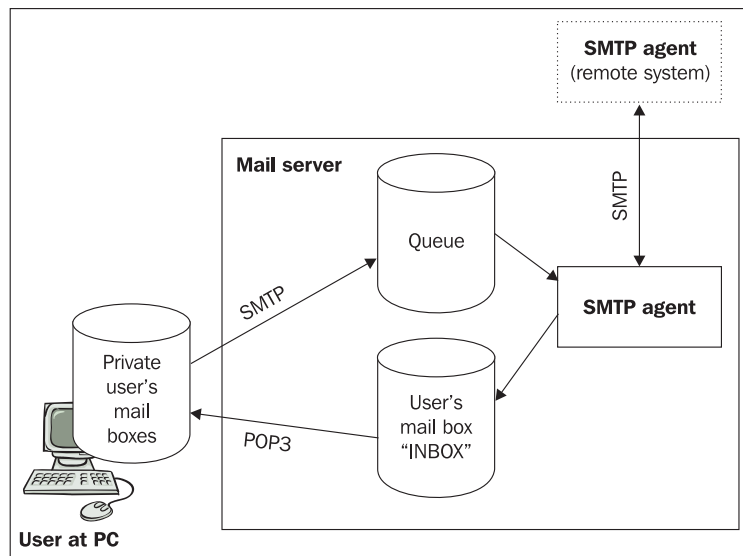 SMTP agent
(remote system)
Mail server
SMTP
Queue
SMTP
SMTP agent
Private
user's
mail
boxes
User's
mail box
“INBOX”
POP3
User at PC